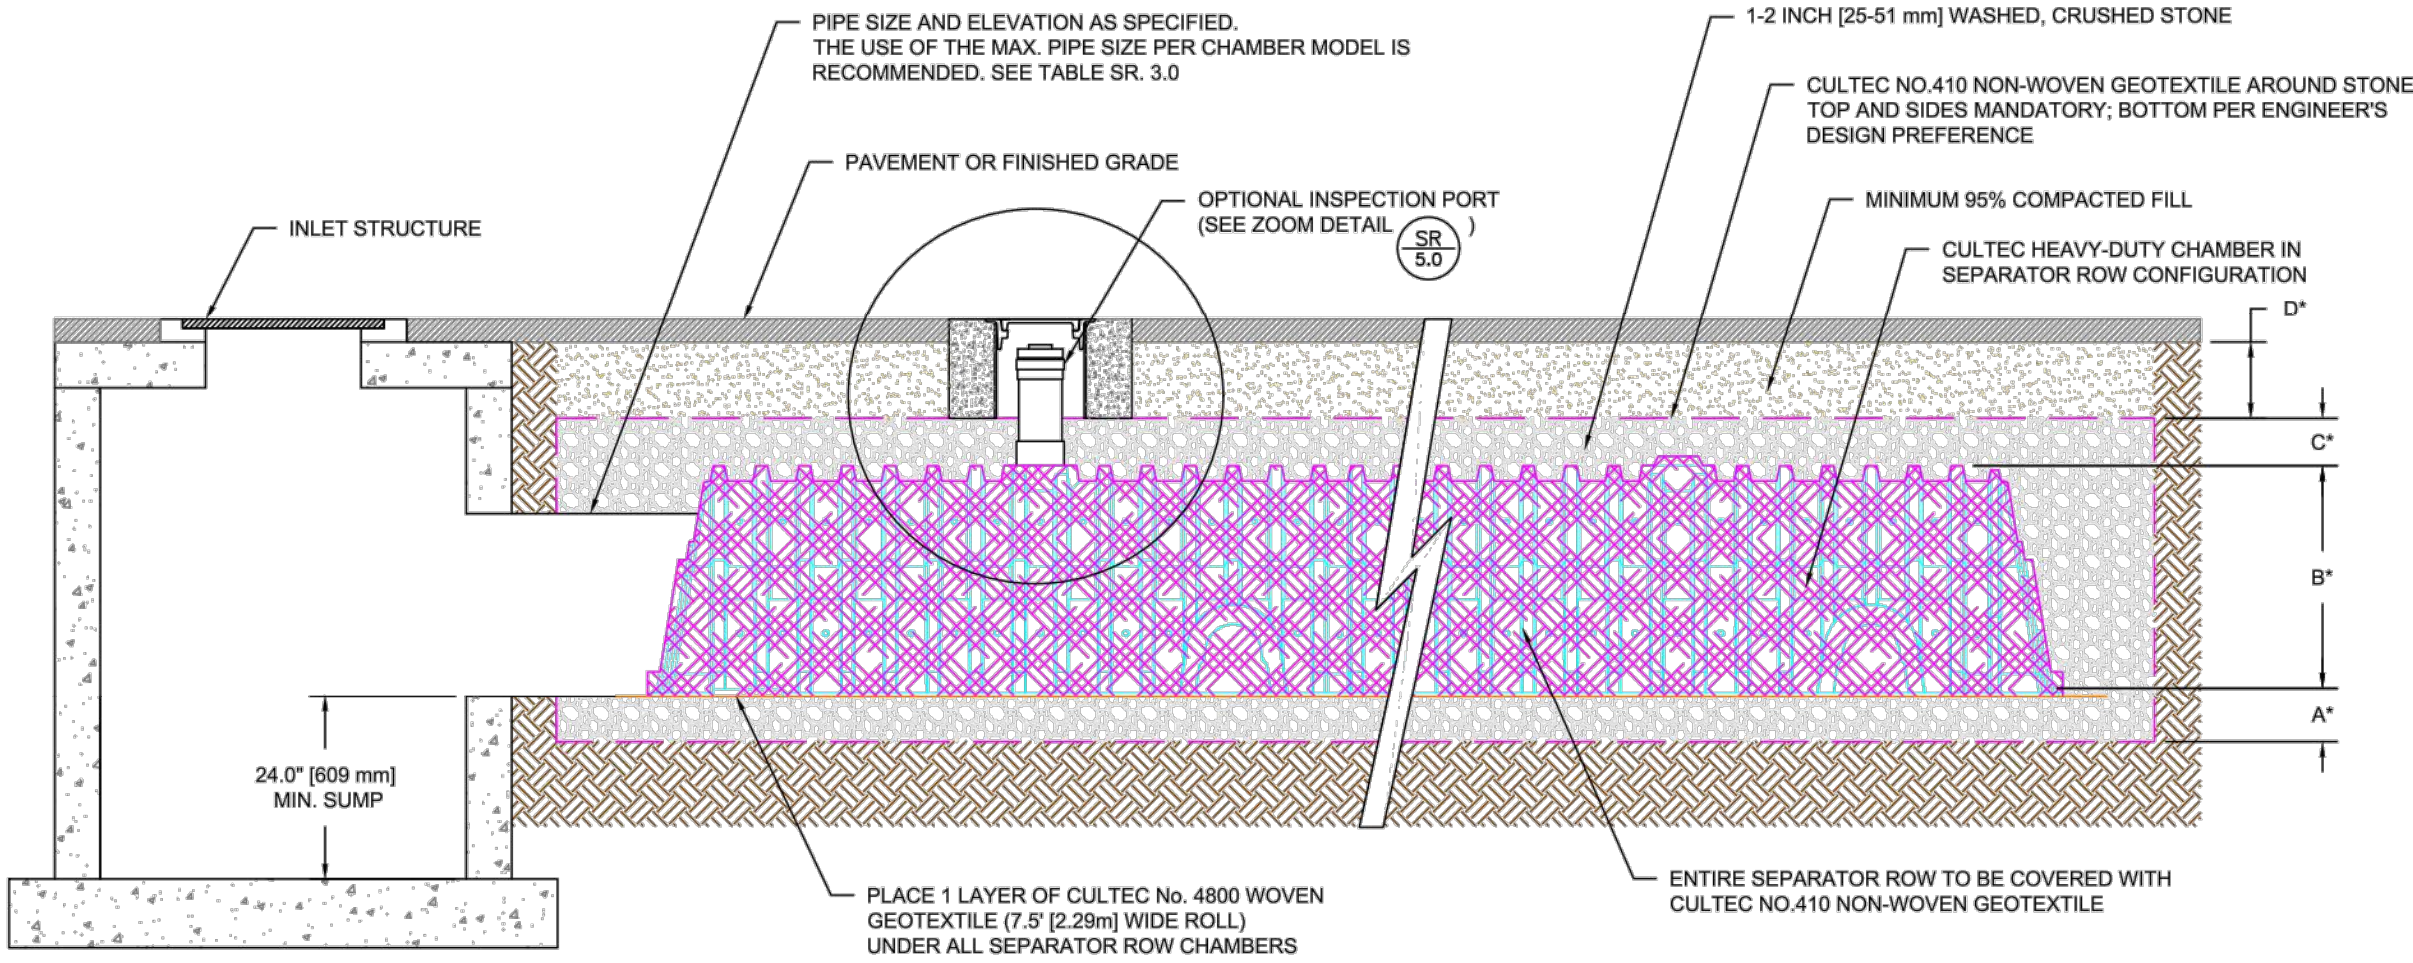 PIPE SIZE AND ELEVATION AS SPECIFIED.
THE USE OF THE MAX. PIPE SIZE PER CHAMBER MODEL IS
RECOMMENDED. SEE TABLE SR. 3.0
1-2 INCH [25-51 mm] WASHED, CRUSHED STONE
CULTEC NO.410 NON-WOVEN GEOTEXTILE AROUND STONE
TOP AND SIDES MANDATORY; BOTTOM PER ENGINEER'S
DESIGN PREFERENCE
PAVEMENT OR FINISHED GRADE
OPTIONAL INSPECTION PORT
(SEE ZOOM DETAIL )
SR
5.0
MINIMUM 95% COMPACTED FILL
INLET STRUCTURE
CULTEC HEAVY-DUTY CHAMBER IN
SEPARATOR ROW CONFIGURATION
D*
C*
B*
A*
24.0" [609 mm]
MIN. SUMP
PLACE 1 LAYER OF CULTEC No. 4800 WOVEN
GEOTEXTILE (7.5' [2.29m] WIDE ROLL)
UNDER ALL SEPARATOR ROW CHAMBERS
ENTIRE SEPARATOR ROW TO BE COVERED WITH
CULTEC NO.410 NON-WOVEN GEOTEXTILE